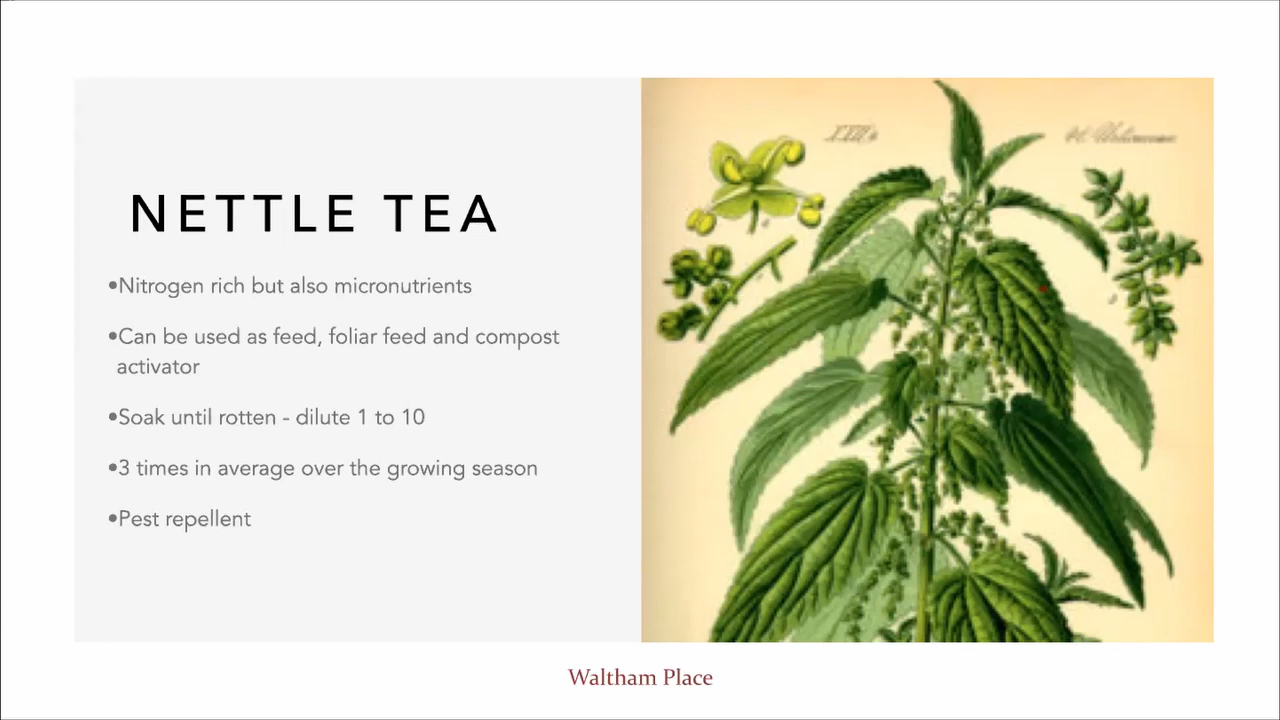 NETTLE TEA
•Nitrogen rich but also micronutrients
•Can be used as feed, foliar feed and compost
activator
•Soak until rotten - dilute 1 to 10
•3 times in average over the growing season
•Pest repellent
Waltham Place